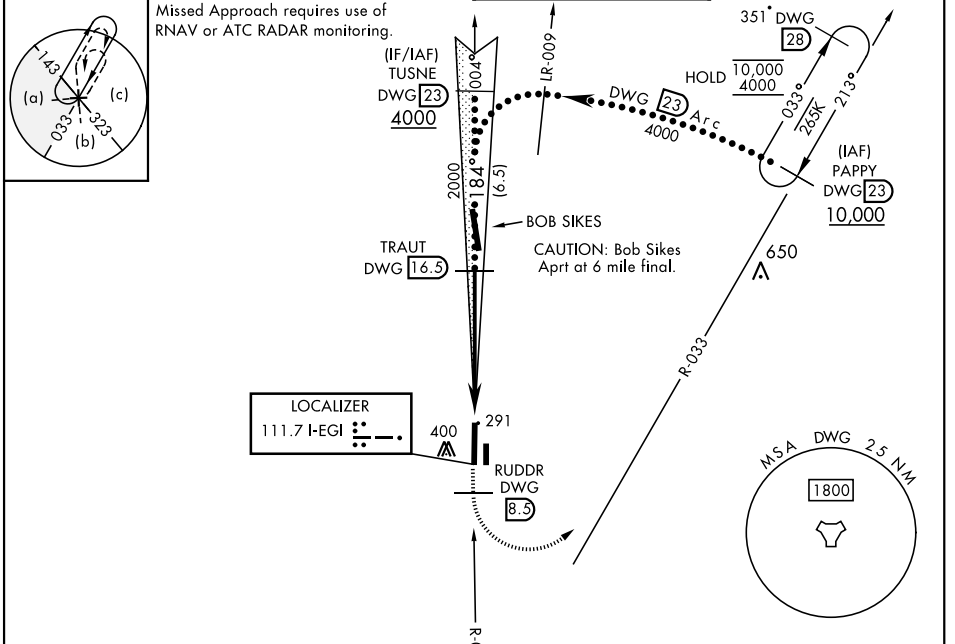 Missed Approach requires use of
RNAV or ATC RADAR monitoring.
143
(a)
(c)
033
(b)
323
(IF/IAF)
TUSNE
DWG 23
4000
004°
LR-009
DWG 23 Arc
4000
351° DWG
28
HOLD 10,000
4000
033°
265K
213°
(IAF)
PAPPY
DWG 23
10,000
2000
184°
(6.5)
BOB SIKES
CAUTION: Bob Sikes
Aprt at 6 mile final.
TRAUT
DWG 16.5
650
R-033
LOCALIZER
111.7 I-EGI
400
291
RUDDR
DWG
8.5
MSA DWG 25 NM
1800